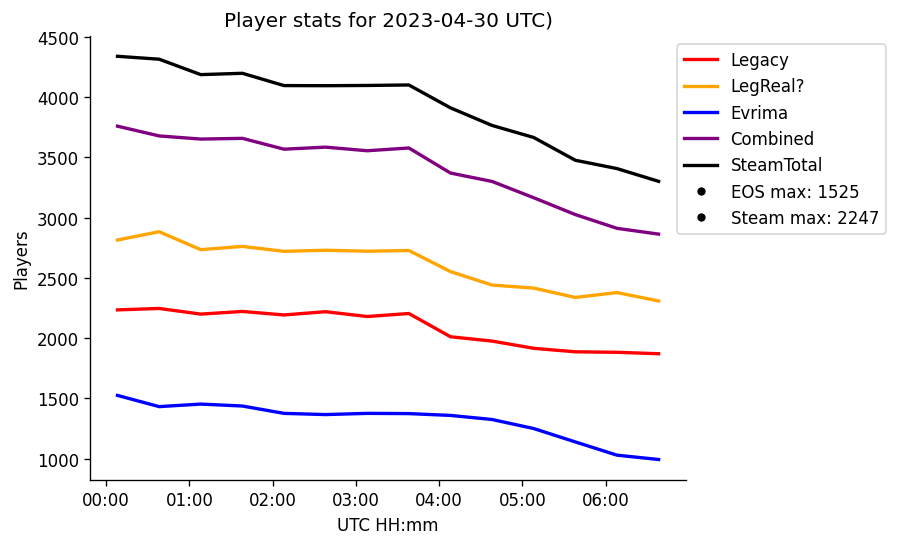 Player stats for 2023-04-30 UTC)
4500
4000
3500
3000
2500
2000
1500
1000
Players
00:00 01:00 02:00 03:00 04:00 05:00 06:00
UTC HH:mm
Legacy
LegReal?
Evrima
Combined
SteamTotal
EOS max: 1525
Steam max: 2247